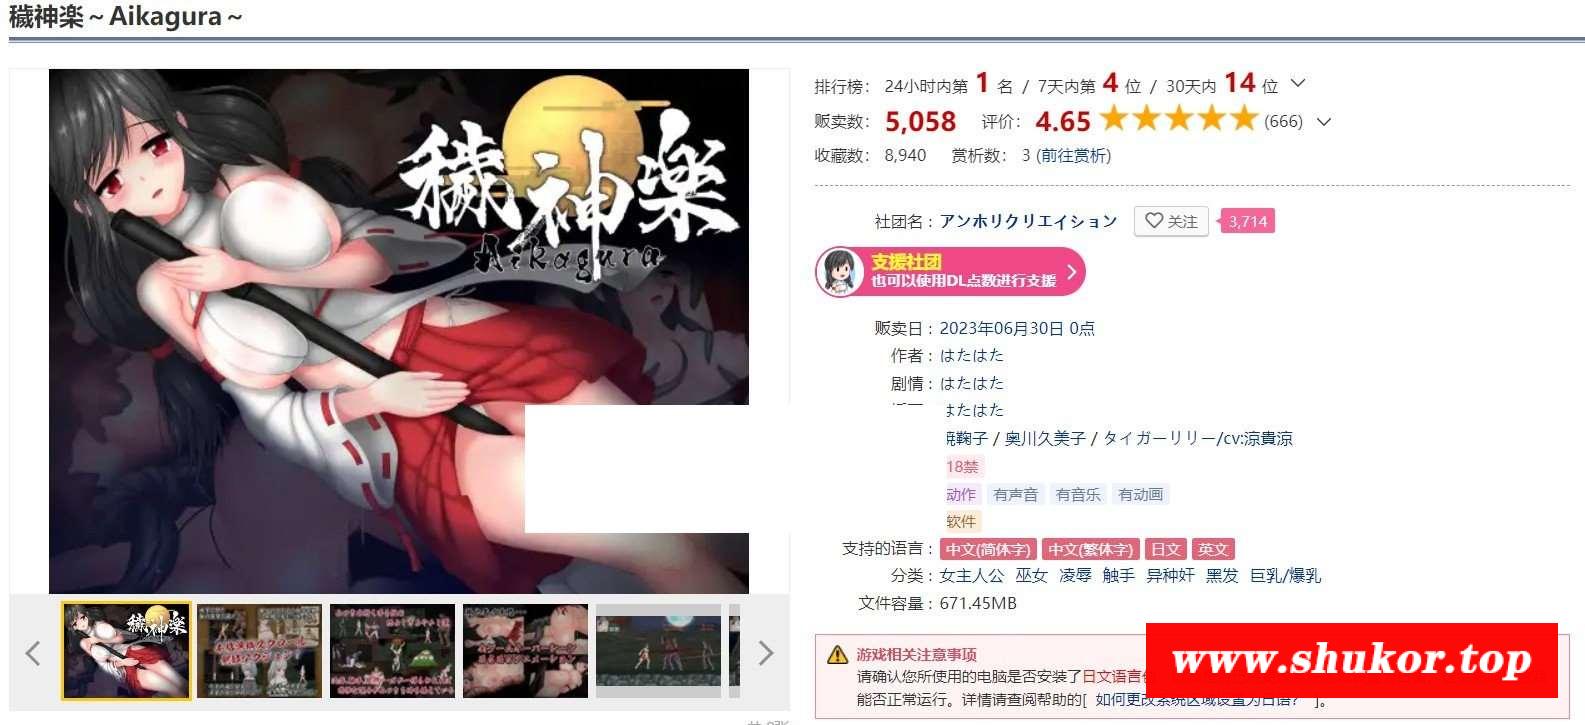 穢神楽～Aikagura～
穢神楽
Aikagura
排行榜： 24小时内第 1 名 / 7天内第 4 位 / 30天内 14 位
贩卖数： 5,058 评价： 4.65 (666)
收藏数： 8,940 赏析数： 3 (前往赏析)
社团名 : アンホリクリエイション 关注 3,714
支援社团
也可以使用DL点数进行支援
贩卖日 : 2023年06月30日 0点
作者 : はたはた
剧情 : はたはた
はたはた
鞠子 / 奥川久美子 / タイガーリリー/cv:涼貴涼
18禁
动作 有声音 有音乐 有动画
软件
支持的语言 : 中文(简体字) 中文(繁体字) 日文 英文
分类 : 女主人公 巫女 凌辱 触手 异种奸 黑发 巨乳/爆乳
文件容量 : 671.45MB
穢神楽
游戏相关注意事项
请确认您所使用的电脑是否安装了日文语言
能否正常运行。详情请查阅帮助的[ 如何更改系统区域设置为日语? ]。
www.shukor.top